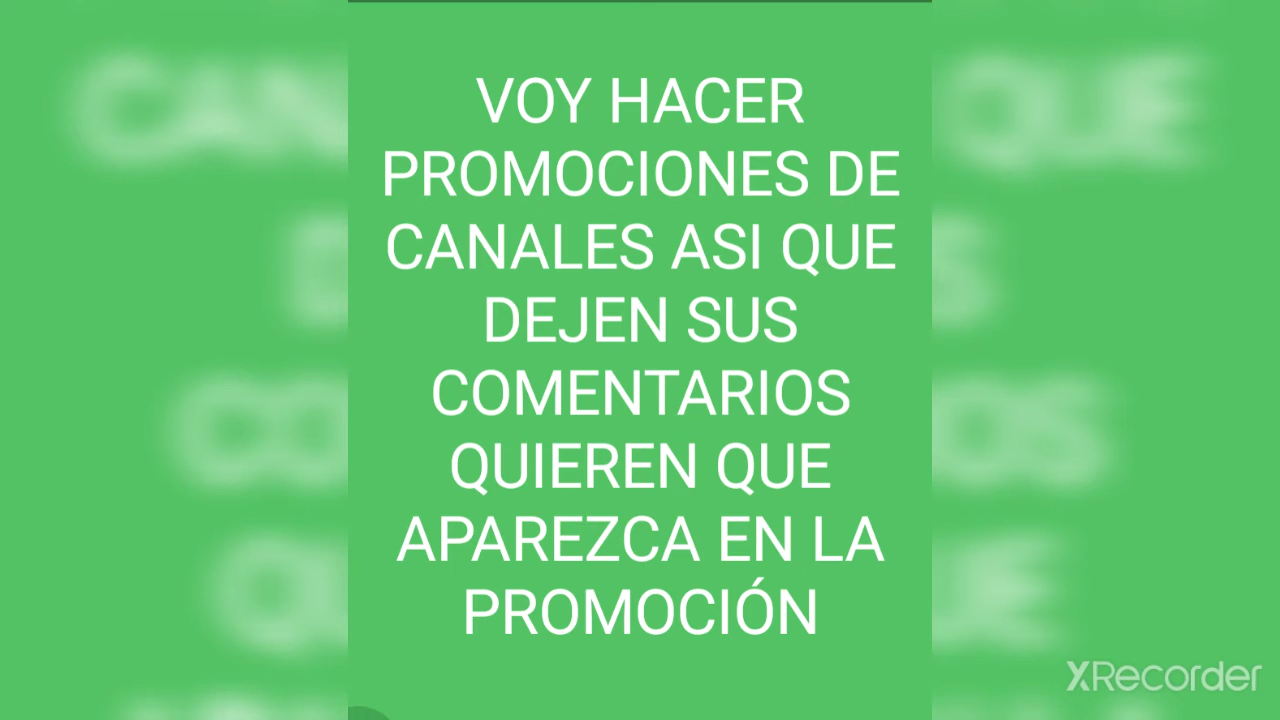 VOY HACER
PROMOCIONES DE
CANALES ASI QUE
DEJEN SUS
COMENTARIOS
QUIEREN QUE
APAREZCA EN LA
PROMOCIÓN
XRecorder